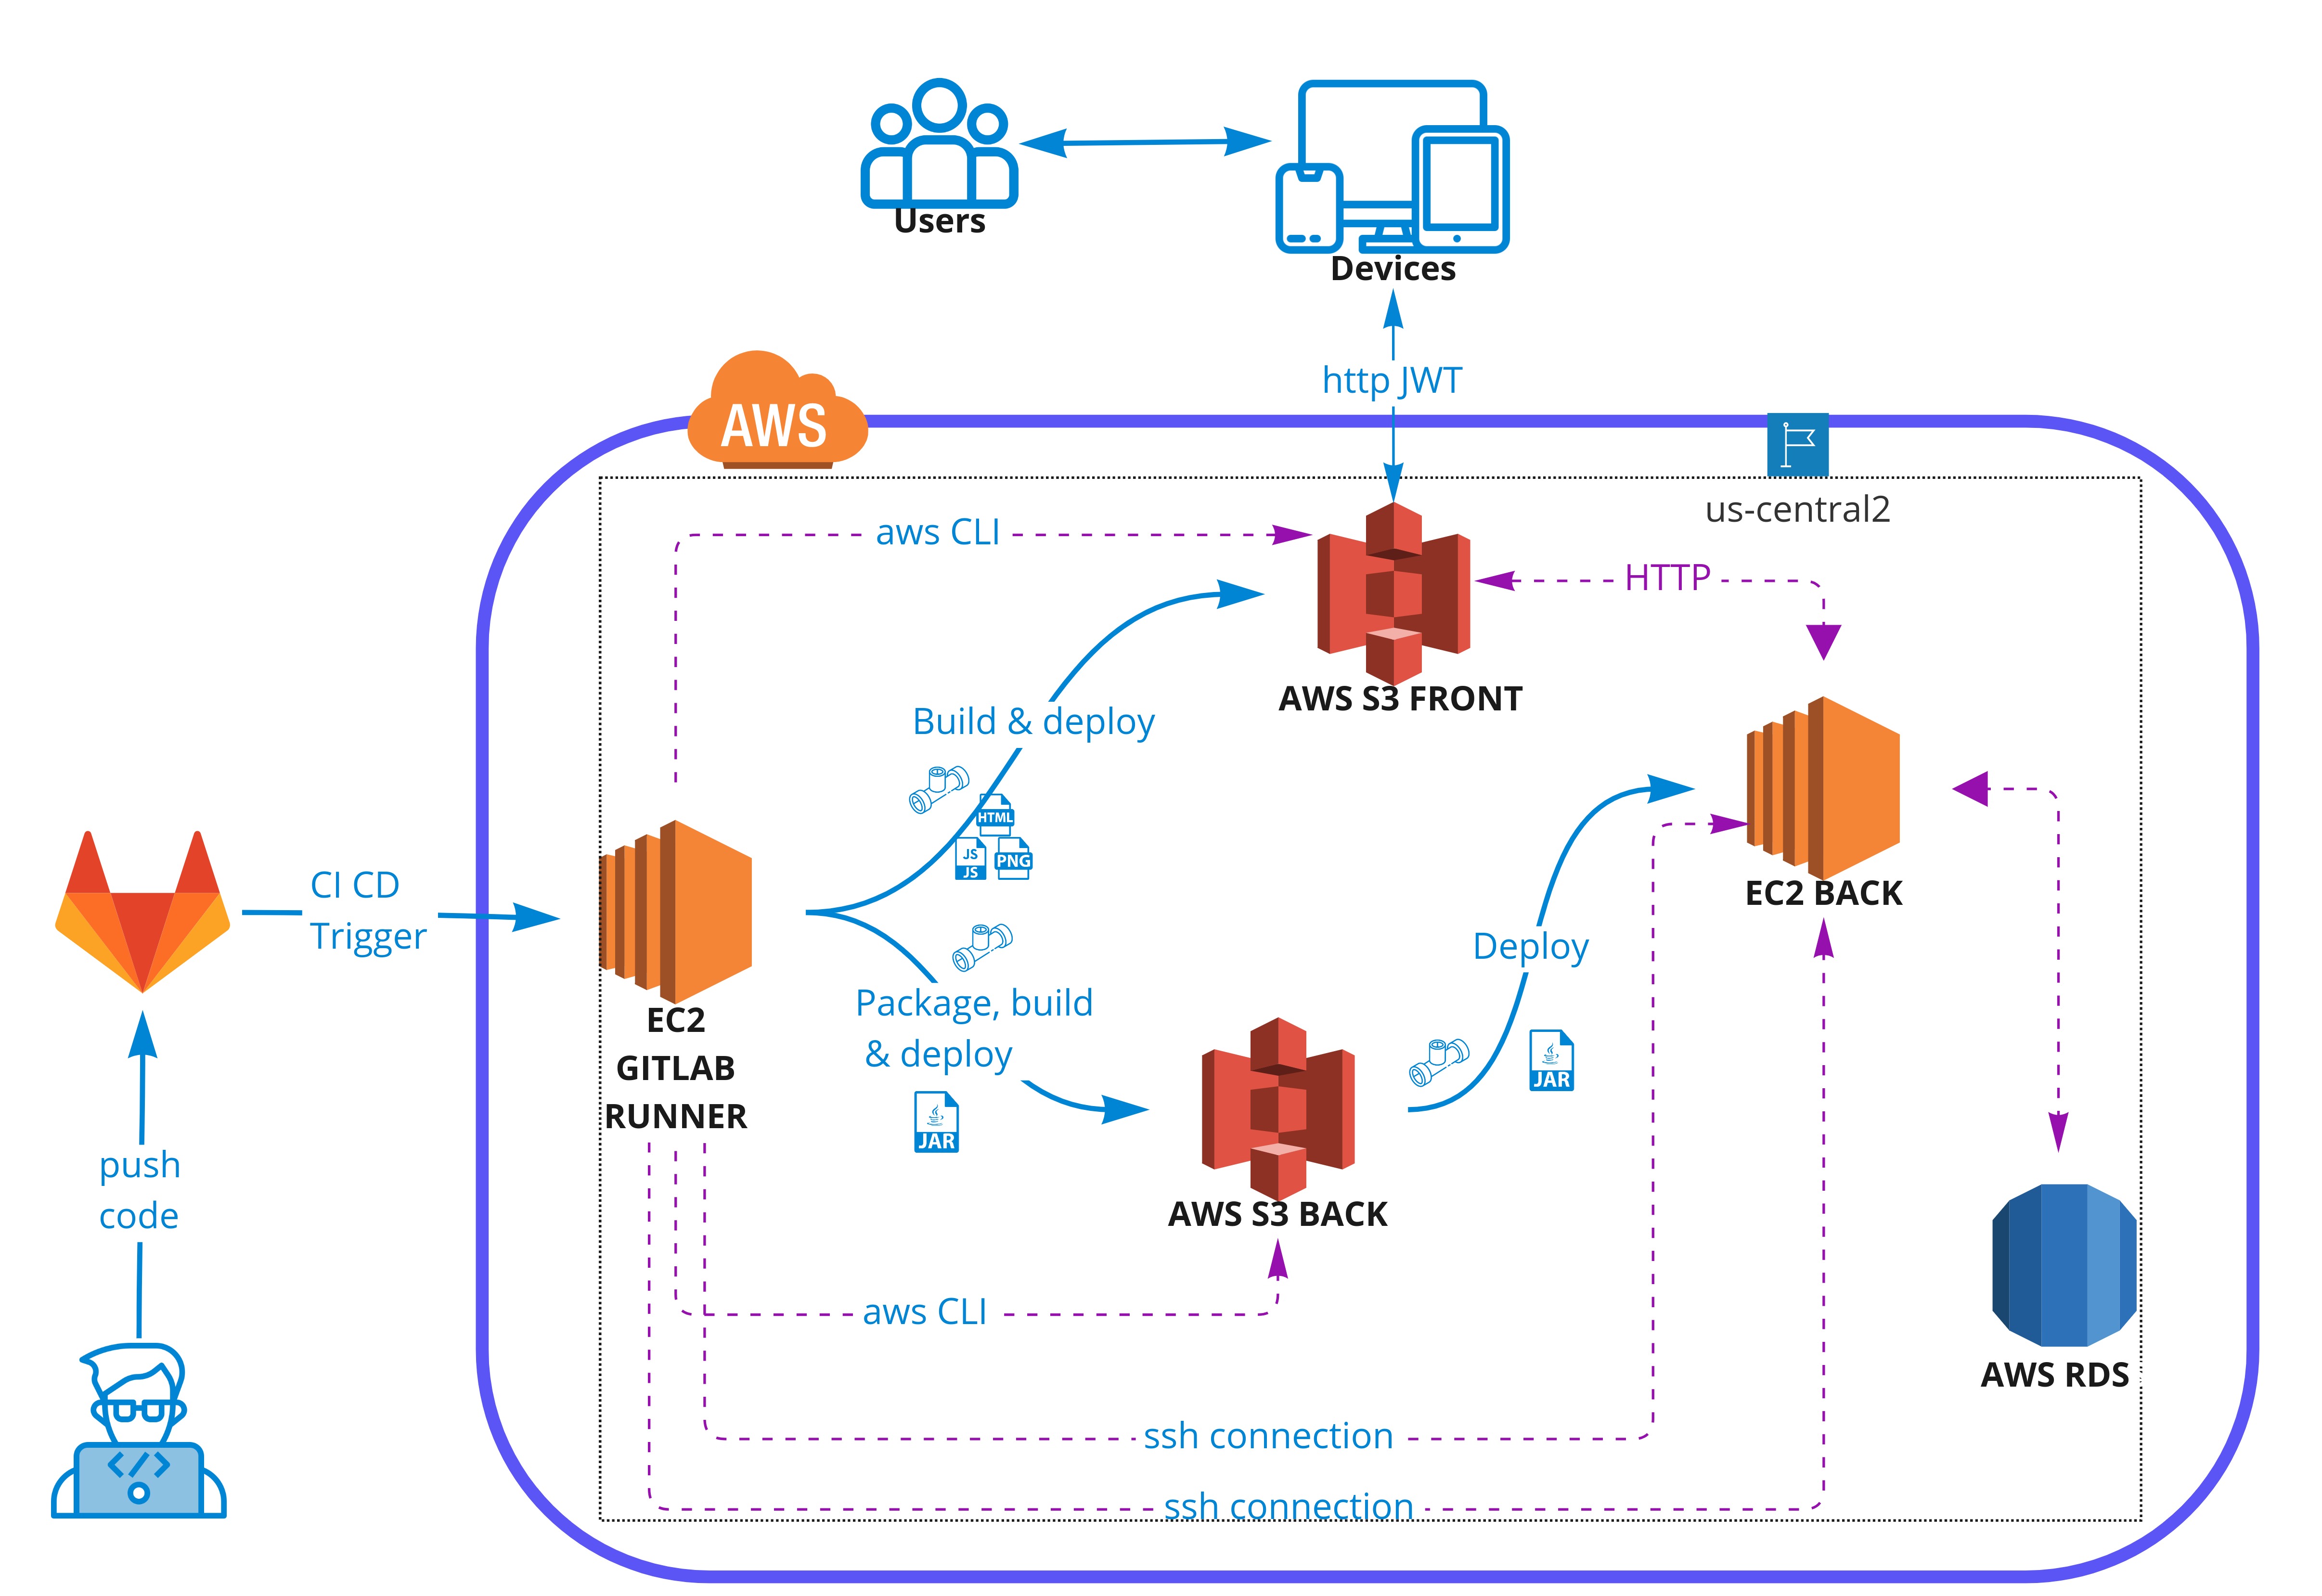 Users
Devices
http JWT
AWS
us-central2
aws CLI
HTTP
AWS S3 FRONT
Build & deploy
HTML
JS
JS
PNG
CI CD
Trigger
EC2 BACK
EC2
GITLAB
RUNNER
Package, build
& deploy
JAR
Deploy
JAR
push
code
AWS S3 BACK
aws CLI
AWS RDS
ssh connection
ssh connection